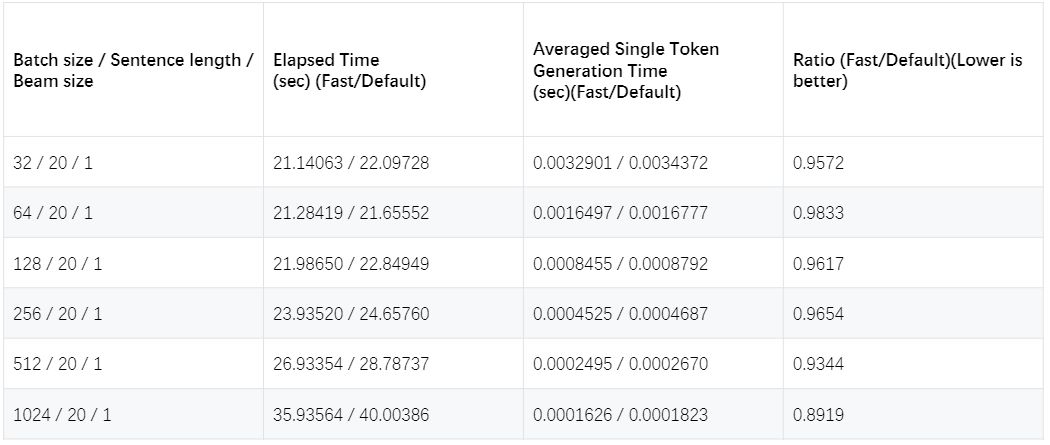 Batch size / Sentence length /
Beam size
Elapsed Time
(sec) (Fast/Default)
Averaged Single Token
Generation Time
(sec)(Fast/Default)
Ratio (Fast/Default)(Lower is
better)
32 / 20 / 1 21.14063 / 22.09728 0.0032901 / 0.0034372 0.9572
64 / 20 / 1 21.28419 / 21.65552 0.0016497 / 0.0016777 0.9833
128 / 20 / 1 21.98650 / 22.84949 0.0008455 / 0.0008792 0.9617
256 / 20 / 1 23.93520 / 24.65760 0.0004525 / 0.0004687 0.9654
512 / 20 / 1 26.93354 / 28.78737 0.0002495 / 0.0002670 0.9344
1024 / 20 / 1 35.93564 / 40.00386 0.0001626 / 0.0001823 0.8919